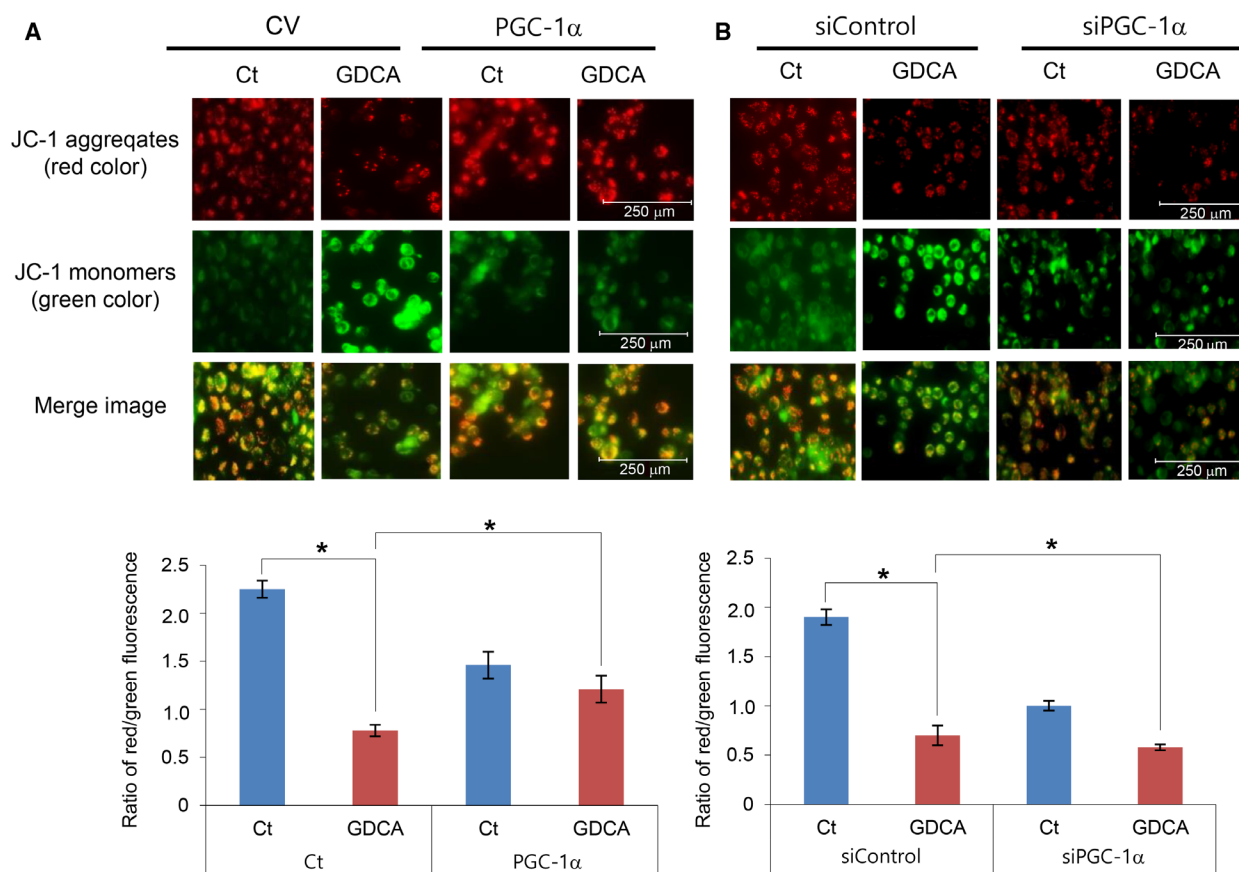 A
CV
PGC-1α
Ct
GDCA
Ct
GDCA
JC-1 aggreqates
(red color)
250 μm
JC-1 monomers
(green color)
250 μm
Merge image
250 μm
B
siControl
siPGC-1α
Ct
GDCA
Ct
GDCA
250 μm
250 μm
250 μm
Ratio of red/green fluorescence
2.5
2.0
1.5
1.0
0.5
0
*
*
Ct
GDCA
Ct
GDCA
Ct
PGC-1α
Ratio of red/green fluorescence
2.5
2.0
1.5
1.0
0.5
0
*
*
Ct
GDCA
Ct
GDCA
siControl
siPGC-1α